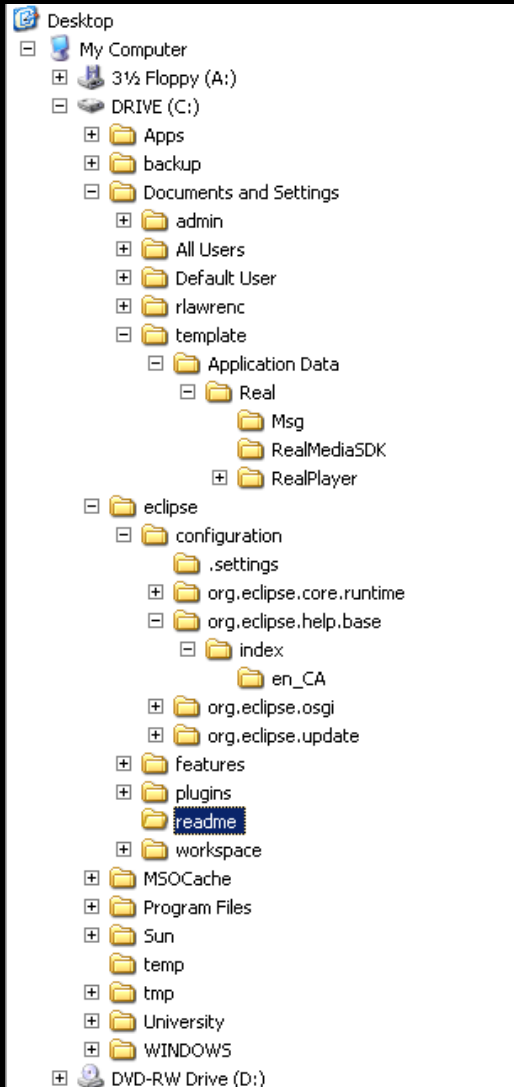 Desktop
My Computer
3½ Floppy (A:)
DRIVE (C:)
Apps
backup
Documents and Settings
admin
All Users
Default User
rlawrenc
template
Application Data
Real
Msg
RealMediaSDK
RealPlayer
eclipse
configuration
.settings
org.eclipse.core.runtime
org.eclipse.help.base
index
en_CA
org.eclipse.osgi
org.eclipse.update
features
plugins
readme
workspace
MSOCache
Program Files
Sun
temp
tmp
University
WINDOWS
DVD-RW Drive (D:)